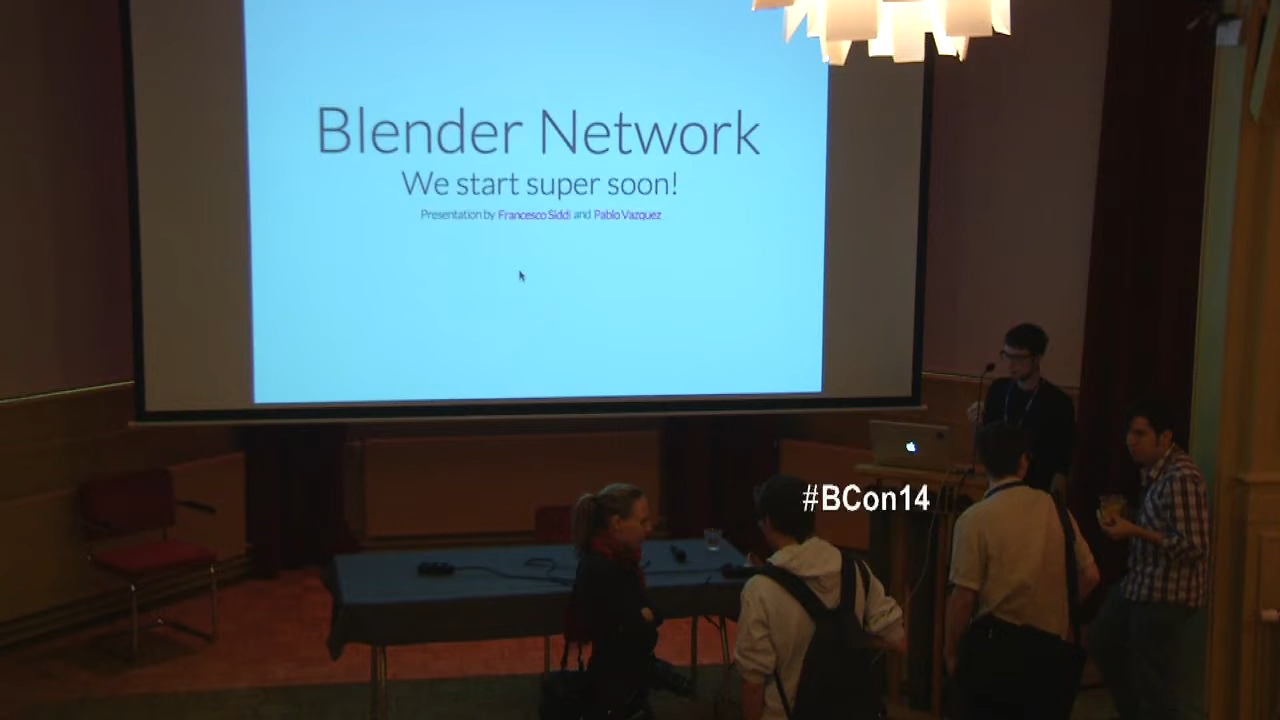 Blender Network
We start super soon!
Presentation by Francesco Siddi and Pablo Vazquez
#BCon14